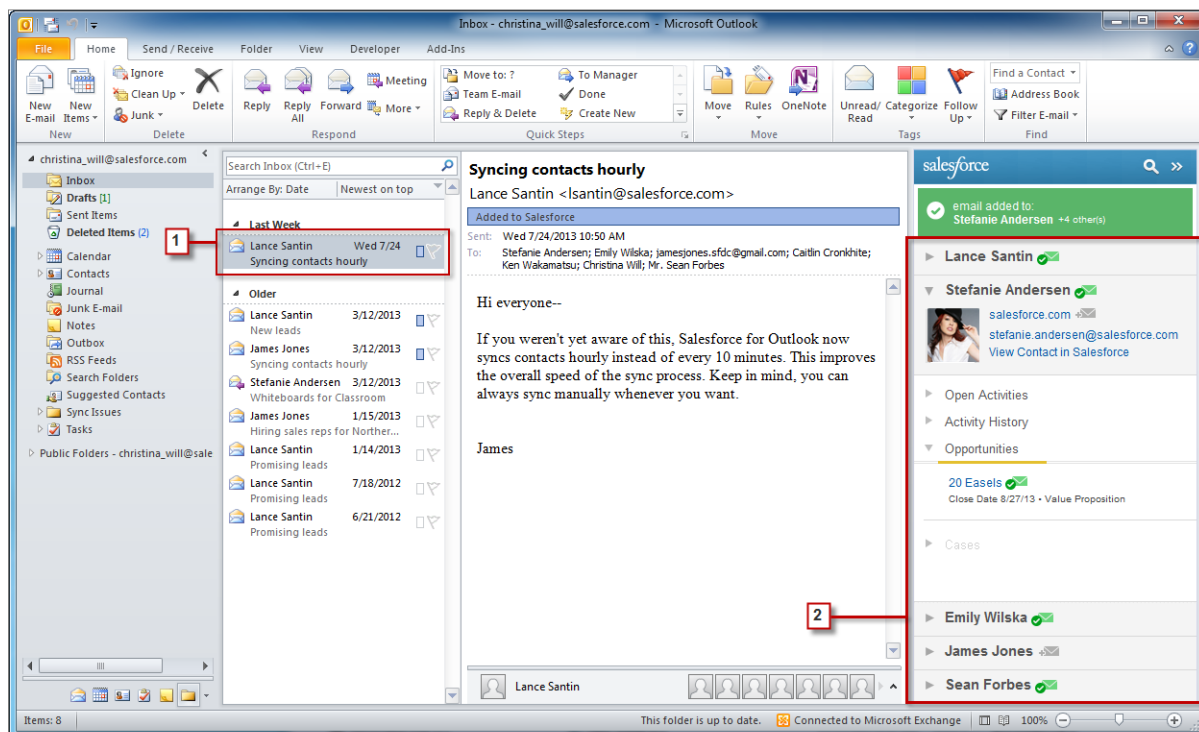 Inbox - christina_will@salesforce.com - Microsoft Outlook
File Home Send / Receive Folder View Developer Add-Ins
New E-mail
New Items
New
Ignore
Clean Up
Junk
Delete
Delete
Reply
Reply All
Forward
Meeting
More
Respond
Move to: ?
Team E-mail
Reply & Delete
To Manager
Done
Create New
Quick Steps
Move
Rules
OneNote
Move
Unread/ Read
Categorize
Follow Up
Tags
Find a Contact
Address Book
Filter E-mail
Find
christina_will@salesforce.com
Inbox
Drafts [1]
Sent Items
Deleted Items (2)
Calendar
Contacts
Journal
Junk E-mail
Notes
Outbox
RSS Feeds
Search Folders
Suggested Contacts
Sync Issues
Tasks
Public Folders - christina_will@sale
1
Search Inbox (Ctrl+E)
Arrange By: Date Newest on top
Last Week
Lance Santin Wed 7/24
Syncing contacts hourly
Older
Lance Santin 3/12/2013
New leads
James Jones 3/12/2013
Syncing contacts hourly
Stefanie Andersen 3/12/2013
Whiteboards for Classroom
James Jones 1/15/2013
Hiring sales reps for Norther...
Lance Santin 1/14/2013
Promising leads
Lance Santin 7/18/2012
Promising leads
Lance Santin 6/21/2012
Promising leads
Syncing contacts hourly
Lance Santin <lsantin@salesforce.com>
Added to Salesforce
Sent: Wed 7/24/2013 10:50 AM
To: Stefanie Andersen; Emily Wilska; jamesjones.sfdc@gmail.com; Caitlin Cronkhite;
Ken Wakamatsu; Christina Will; Mr. Sean Forbes
Hi everyone--
If you weren't yet aware of this, Salesforce for Outlook now
syncs contacts hourly instead of every 10 minutes. This improves
the overall speed of the sync process. Keep in mind, you can
always sync manually whenever you want.
James
Lance Santin
salesforce
email added to:
Stefanie Andersen +4 other(s)
Lance Santin
Stefanie Andersen
salesforce.com
stefanie.andersen@salesforce.com
View Contact in Salesforce
Open Activities
Activity History
Opportunities
20 Easels
Close Date 8/27/13 • Value Proposition
Cases
2
Emily Wilska
James Jones
Sean Forbes
Items: 8
This folder is up to date. Connected to Microsoft Exchange 100%